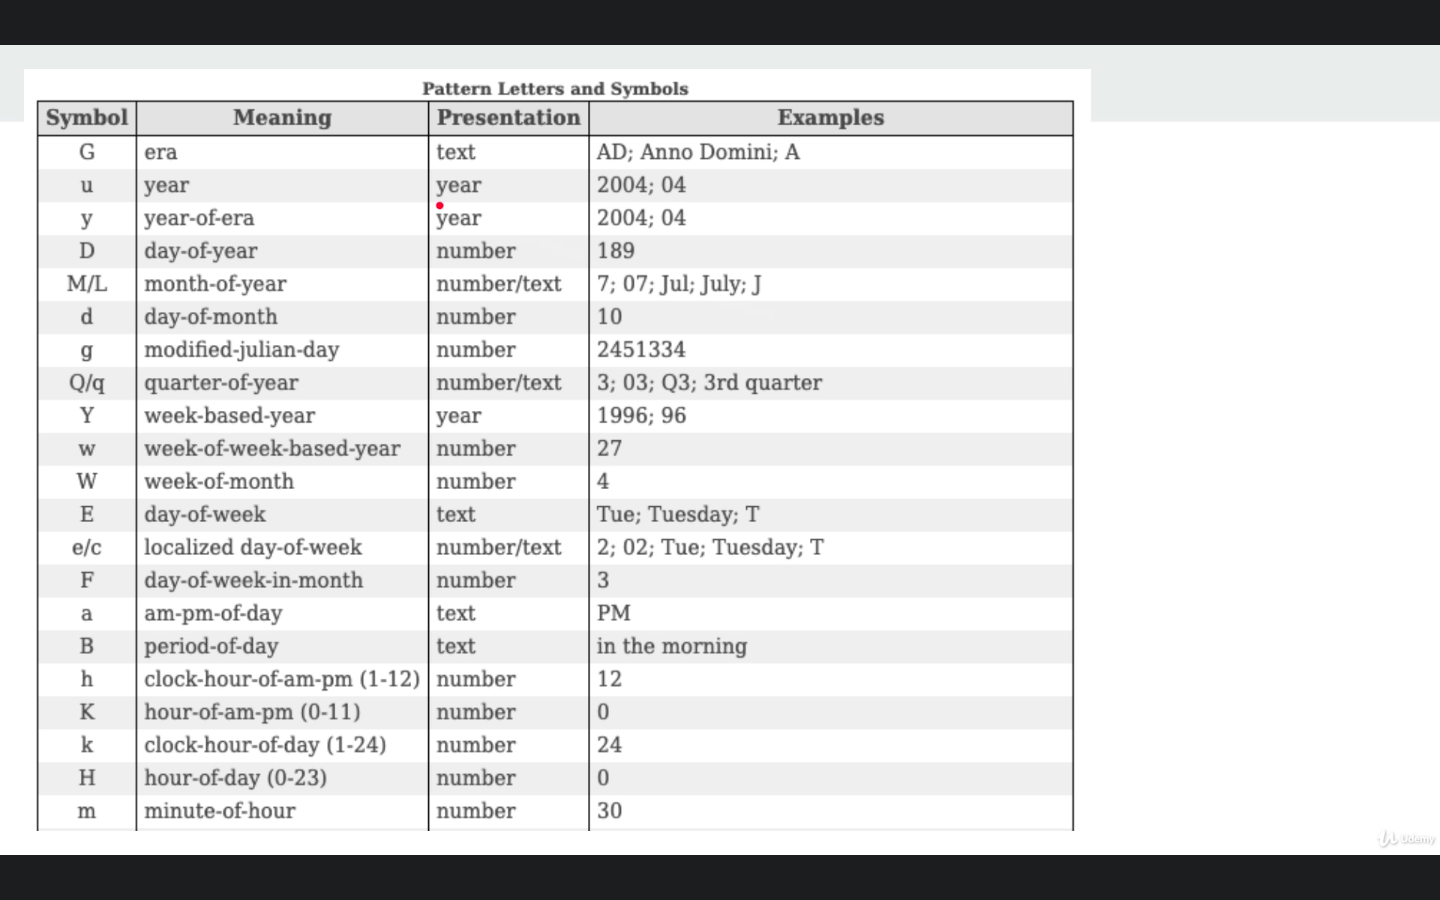 Pattern Letters and Symbols
Symbol Meaning Presentation Examples
G era text AD; Anno Domini; A
u year year 2004; 04
y year-of-era year 2004; 04
D day-of-year number 189
M/L month-of-year number/text 7; 07; Jul; July; J
d day-of-month number 10
g modified-julian-day number 2451334
Q/q quarter-of-year number/text 3; 03; Q3; 3rd quarter
Y week-based-year year 1996; 96
w week-of-week-based-year number 27
W week-of-month number 4
E day-of-week text Tue; Tuesday; T
e/c localized day-of-week number/text 2; 02; Tue; Tuesday; T
F day-of-week-in-month number 3
a am-pm-of-day text PM
B period-of-day text in the morning
h clock-hour-of-am-pm (1-12) number 12
K hour-of-am-pm (0-11) number 0
k clock-hour-of-day (1-24) number 24
H hour-of-day (0-23) number 0
m minute-of-hour number 30
Udemy